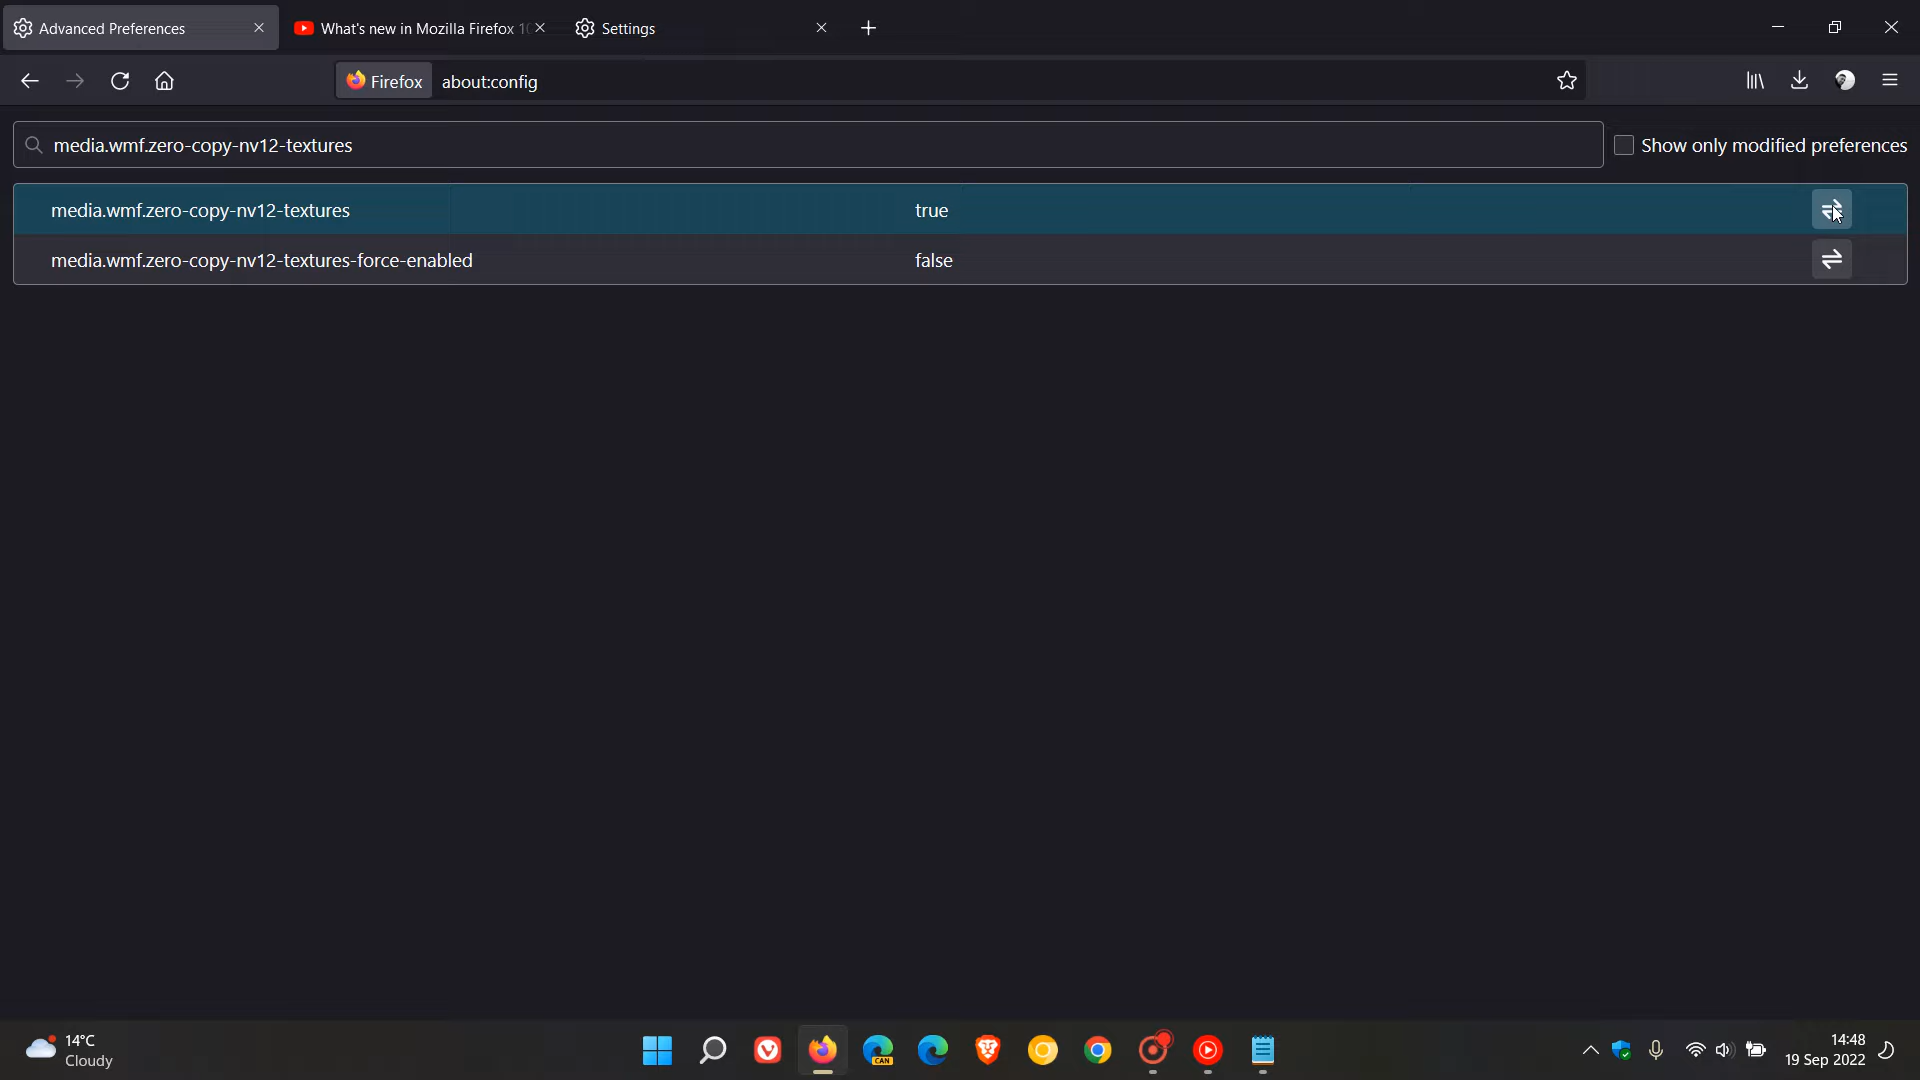 Advanced Preferences
What's new in Mozilla Firefox
Settings
Firefox about:config
media.wmf.zero-copy-nv12-textures
Show only modified preferences
media.wmf.zero-copy-nv12-textures true
media.wmf.zero-copy-nv12-textures-force-enabled false
14°C
Cloudy
CAN
14:48
19 Sep 2022